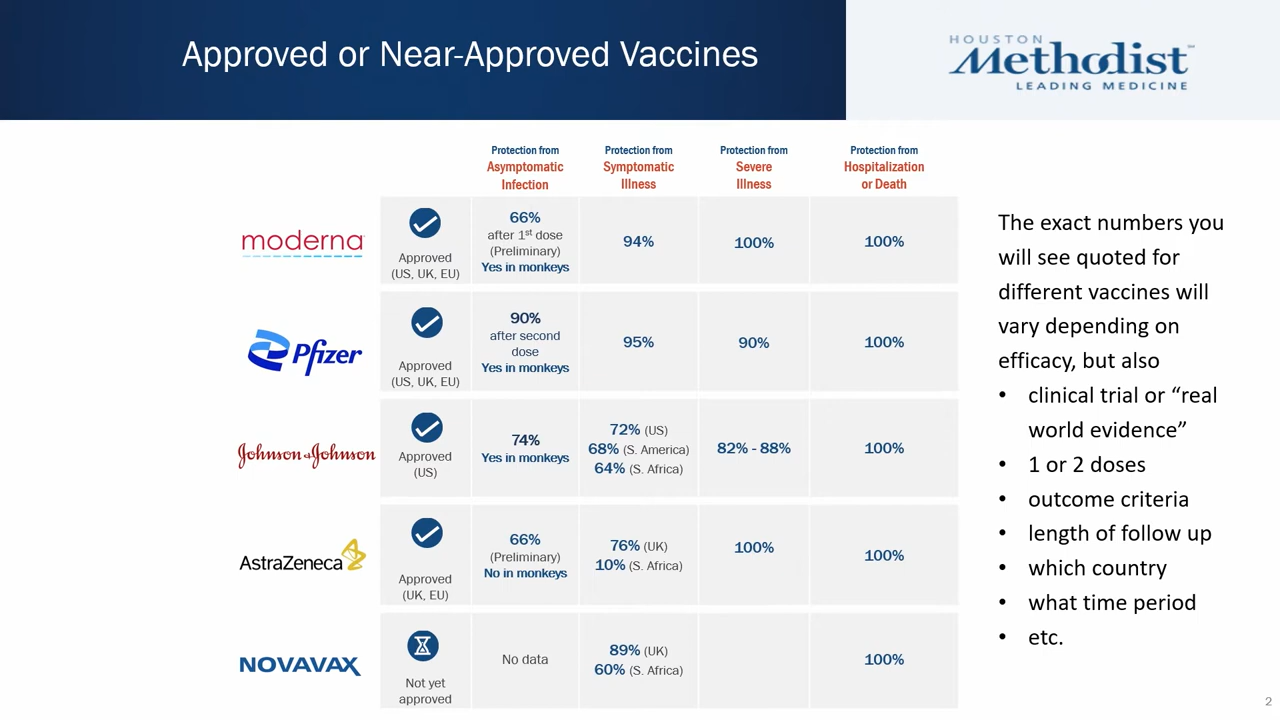 Approved or Near-Approved Vaccines
HOUSTON
Methodist
LEADING MEDICINE
Protection from
Asymptomatic
Infection
Protection from
Symptomatic
Illness
Protection from
Severe
Illness
Protection from
Hospitalization
or Death
moderna
Approved
(US, UK, EU)
66%
after 1st dose
(Preliminary)
Yes in monkeys
94%
100%
100%
Pfizer
Approved
(US, UK, EU)
90%
after second
dose
Yes in monkeys
95%
90%
100%
Johnson & Johnson
Approved
(US)
74%
Yes in monkeys
72% (US)
68% (S. America)
64% (S. Africa)
82% - 88%
100%
AstraZeneca
Approved
(UK, EU)
66%
(Preliminary)
No in monkeys
76% (UK)
10% (S. Africa)
100%
100%
NOVAVAX
Not yet
approved
No data
89% (UK)
60% (S. Africa)
100%
The exact numbers you
will see quoted for
different vaccines will
vary depending on
efficacy, but also
• clinical trial or “real
world evidence”
• 1 or 2 doses
• outcome criteria
• length of follow up
• which country
• what time period
• etc.
2